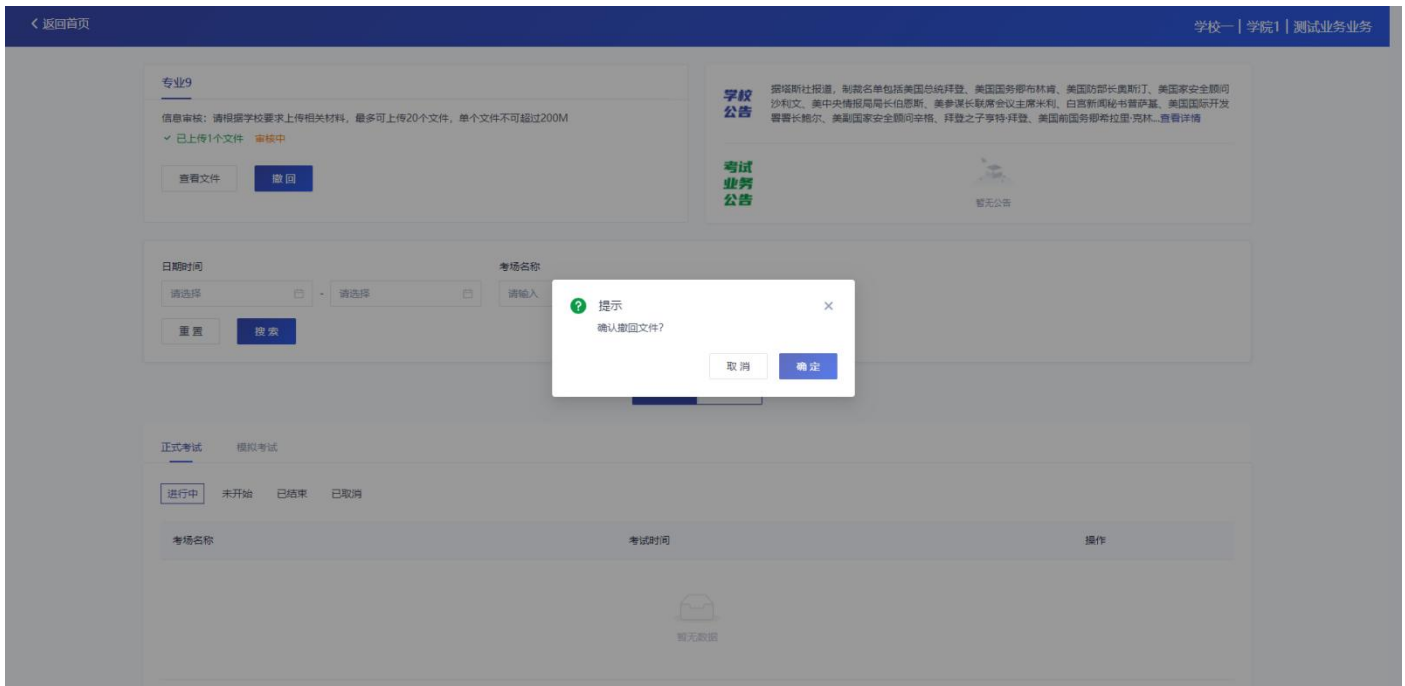 返回首页
学校一 | 学院1 | 测试业务业务
专业9
信息审核：请根据学校要求上传相关材料，最多可上传20个文件，单个文件不可超过200M
已上传1个文件 审核中
查看文件 撤回
学校
公告
据塔斯社报道，制裁名单包括美国总统拜登、美国国务卿布林肯、美国防部长奥斯汀、美国家安全顾问
沙利文、美中央情报局局长伯恩斯、美参谋长联席会议主席米利、白宫新闻秘书普萨基、美国国际开发
署署长鲍尔、美副国家安全顾问辛格、拜登之子亨特·拜登、美国前国务卿希拉里·克林...查看详情
考试
业务
公告
暂无公告
日期时间
考场名称
请选择 - 请选择
请输入
重置 搜索
提示
确认撤回文件？
取消 确定
正式考试 模拟考试
进行中 未开始 已结束 已取消
考场名称 考试时间 操作
暂无数据